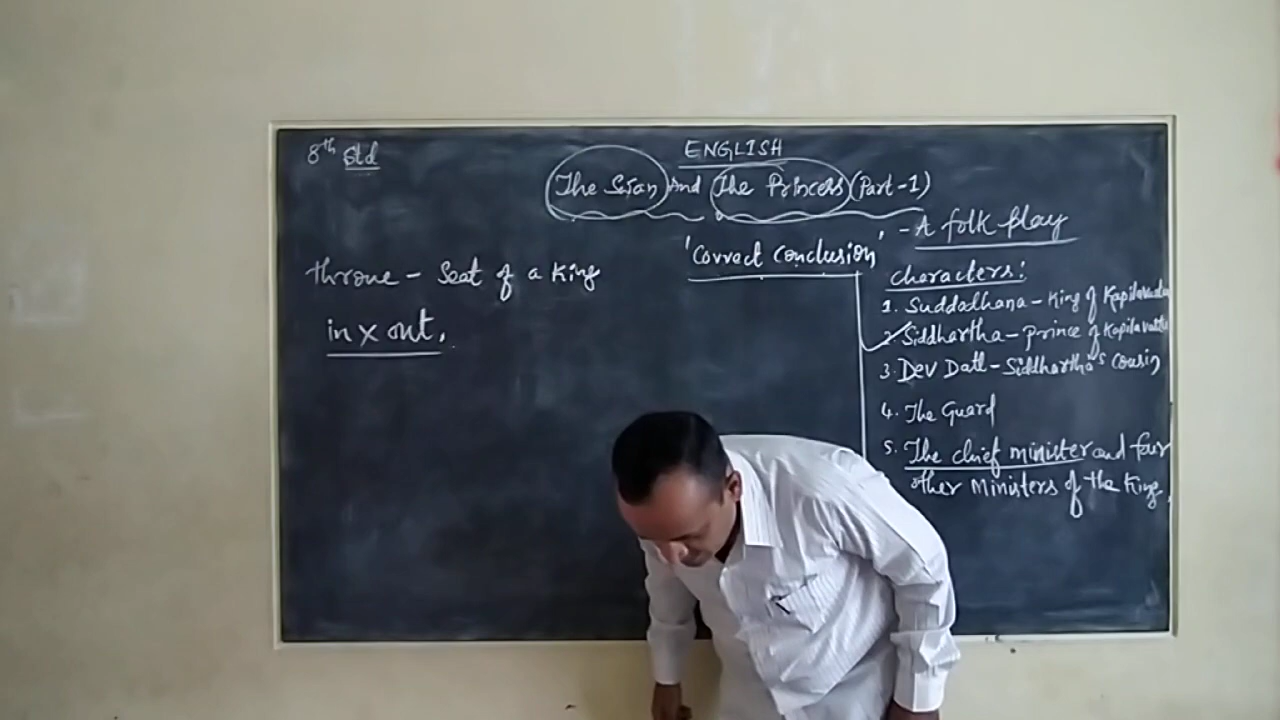 8th Std
ENGLISH
The Swan And The Princess (Part-1)
- A folk play
'Correct conclusion'
throne - Seat of a King
in x out.
characters:
1. Suddadhana - King of Kapilavastu
2. Siddhartha - Prince of Kapilavattu
3. Dev Datt - Siddhartha's Cousin
4. The Guard
5. The chief minister and four
other Ministers of the King.